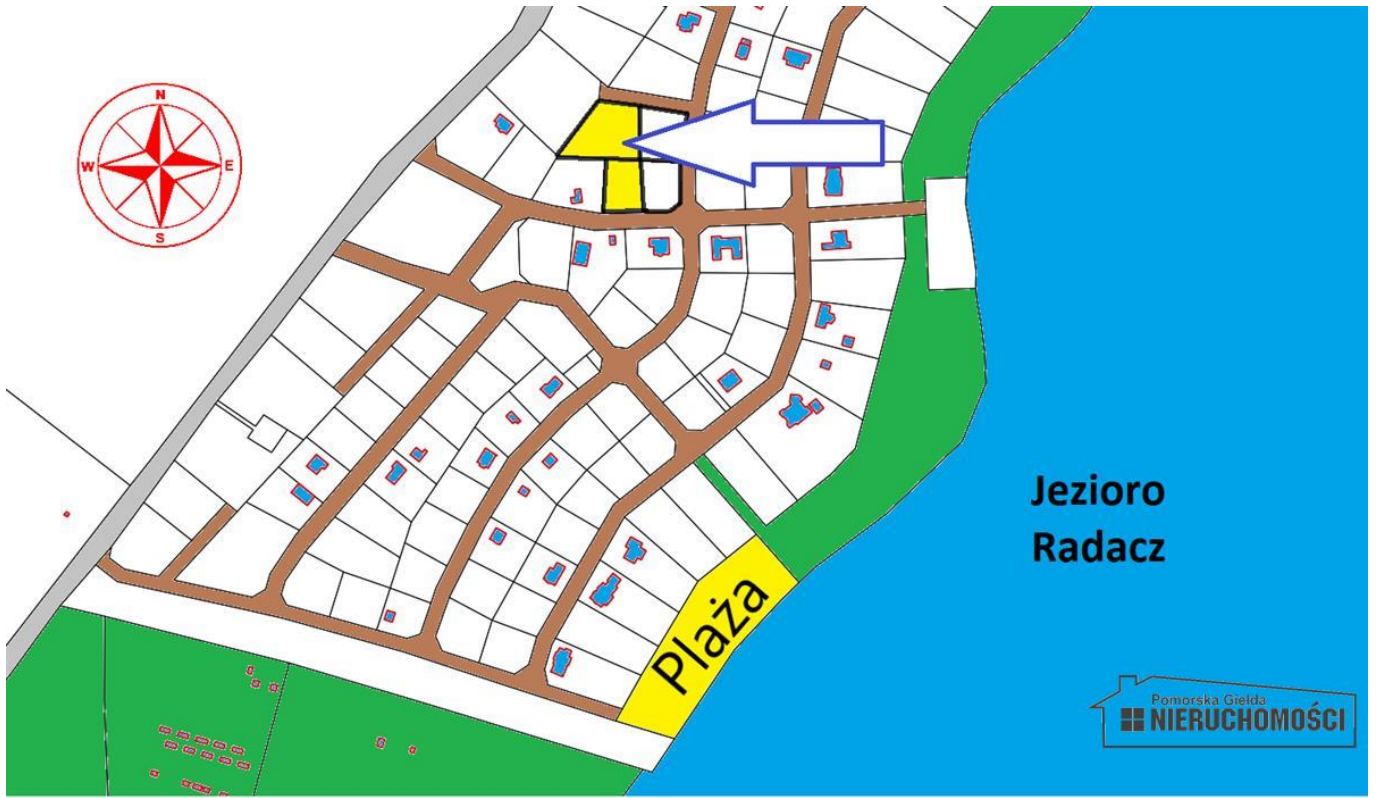 N
W
E
S
Jezioro
Radacz
Plaża
Pomorska Giełda
NIERUCHOMOŚCI